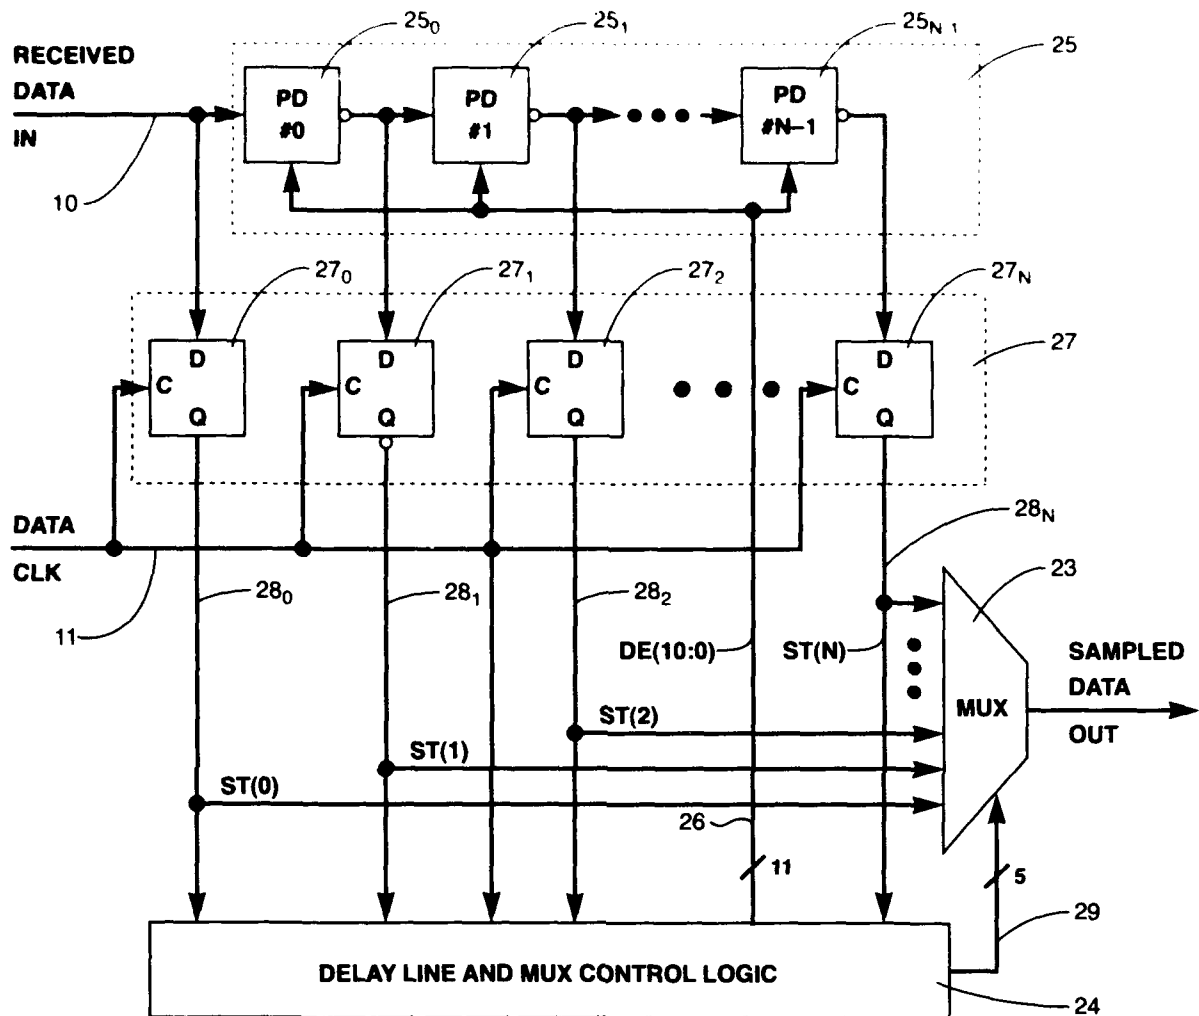 25₀
25₁
25N-1
25
RECEIVED
DATA
IN
10
PD
#0
PD
#1
PD
#N–1
27₀
27₁
27₂
27N
27
D
C
Q
D
C
Q
D
C
Q
D
C
Q
DATA
CLK
11
28₀
28₁
28₂
28N
23
DE(10:0)
ST(N)
MUX
SAMPLED
DATA
OUT
ST(2)
ST(1)
ST(0)
26
11
5
29
DELAY LINE AND MUX CONTROL LOGIC
24